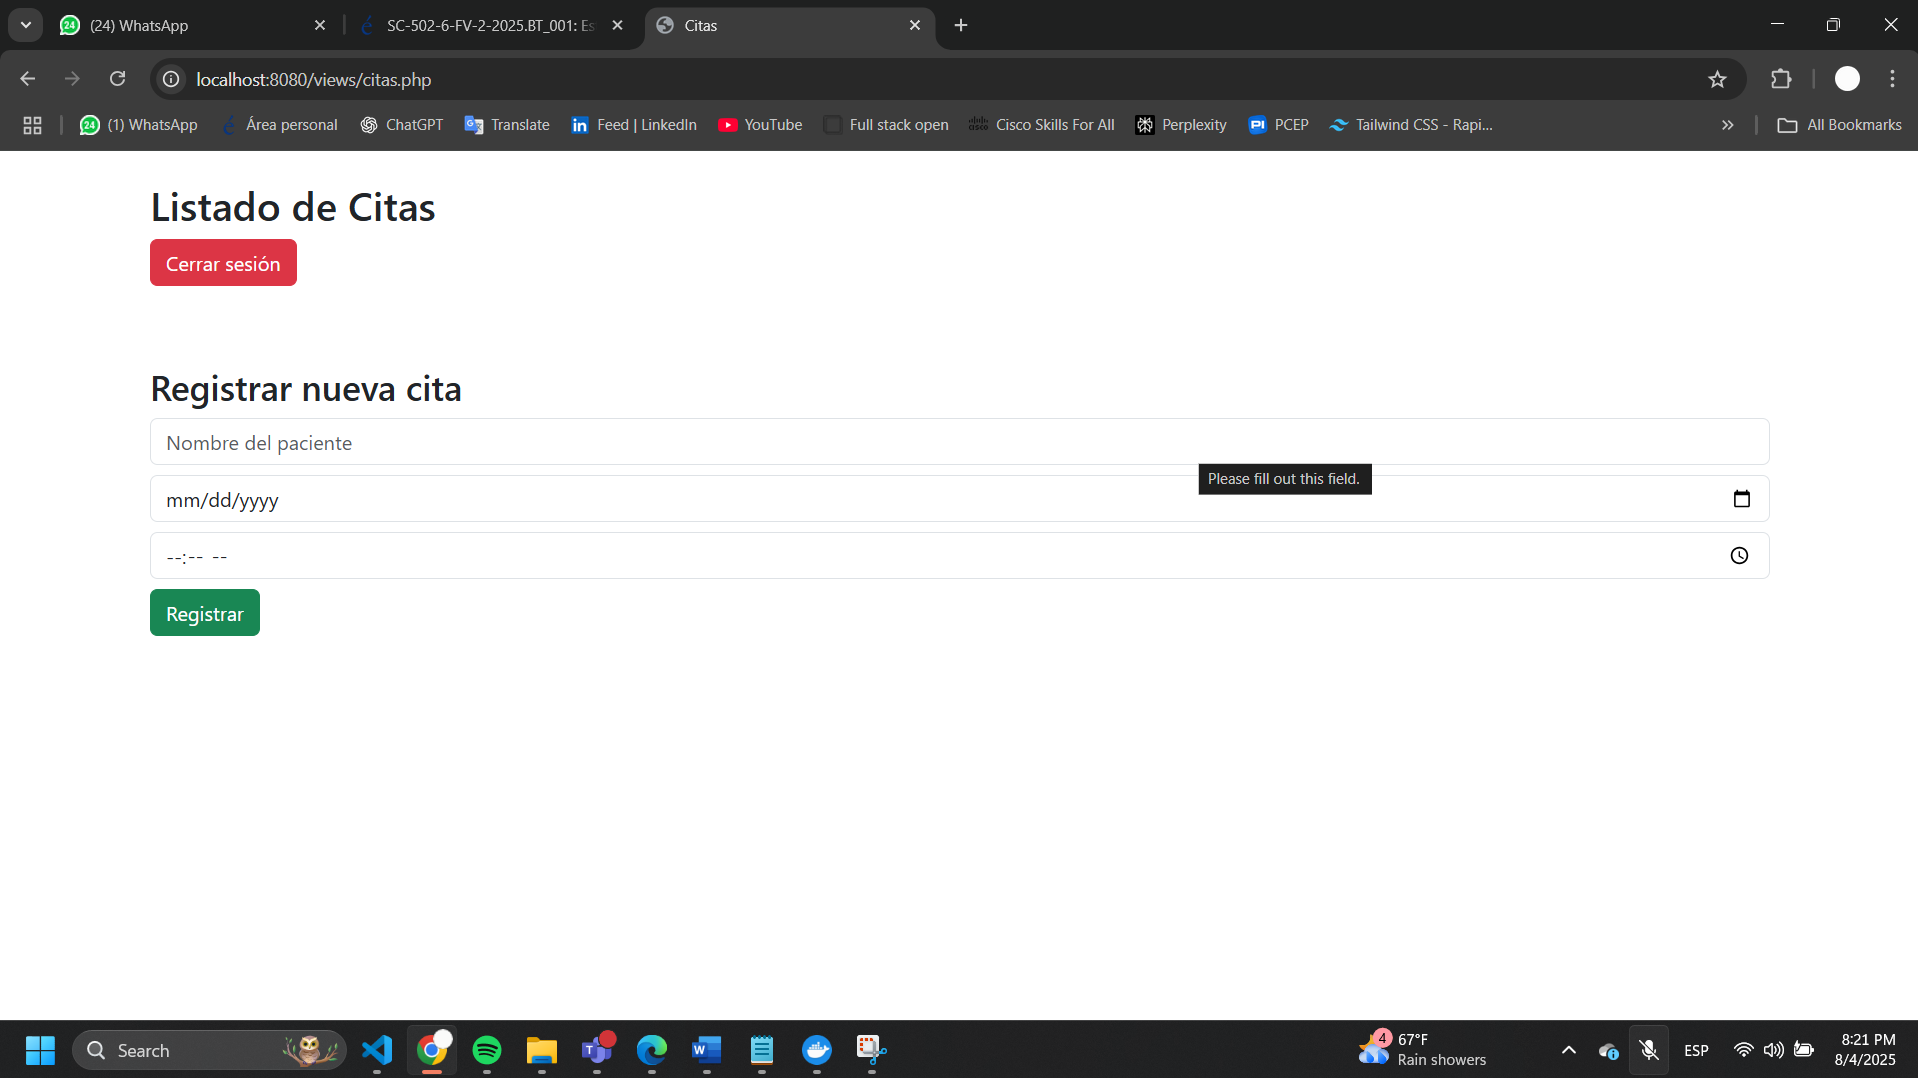 (24) WhatsApp
SC-502-6-FV-2-2025.BT_001: Es
Citas
localhost:8080/views/citas.php
24
(1) WhatsApp
Área personal
ChatGPT
Translate
Feed | LinkedIn
YouTube
Full stack open
Cisco Skills For All
Perplexity
PCEP
Tailwind CSS - Rapi...
All Bookmarks
Listado de Citas
Cerrar sesión
Registrar nueva cita
Nombre del paciente
Please fill out this field.
mm/dd/yyyy
--:-- --
Registrar
Search
4
67°F
Rain showers
ESP
8:21 PM
8/4/2025